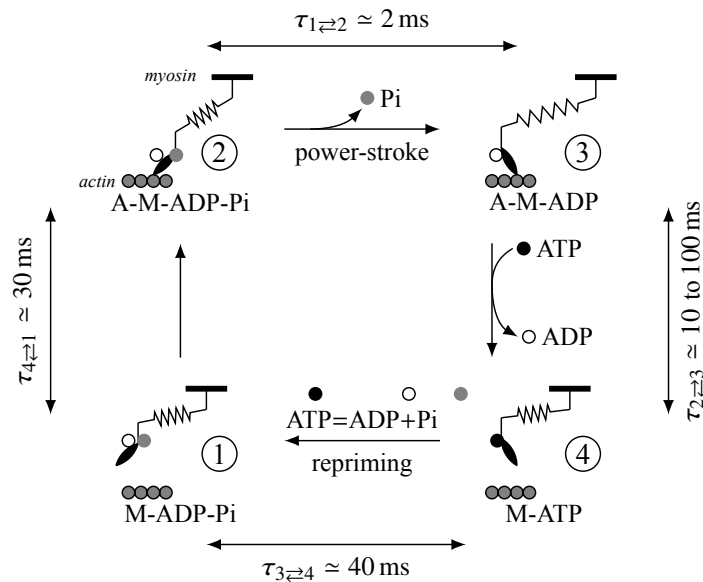 τ1⇄2 ≃ 2 ms
myosin
Pi
2
power-stroke
3
actin
A-M-ADP-Pi
A-M-ADP
τ4⇄1 ≃ 30 ms
ATP
ADP
τ2⇄3 ≃ 10 to 100 ms
ATP=ADP+Pi
1
repriming
4
M-ADP-Pi
M-ATP
τ3⇄4 ≃ 40 ms